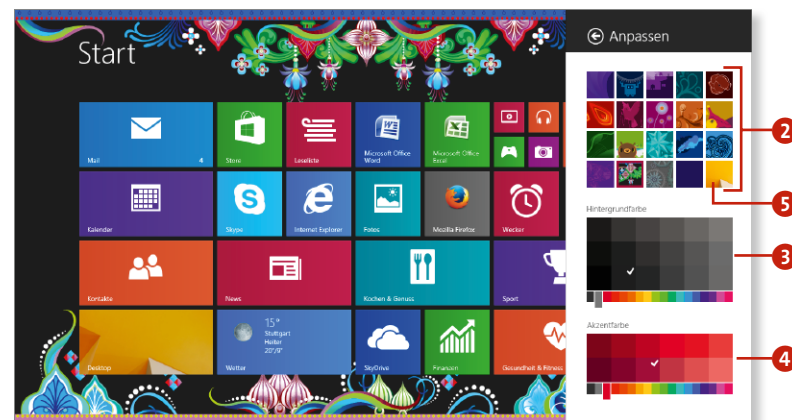 Start
Mail
4
Store
Leseliste
Microsoft Office
Word
Microsoft Office
Excel
Kalender
Skype
Internet Explorer
Fotos
Mozilla Firefox
Wecker
Kontakte
News
Kochen & Genuss
Sport
Desktop
15°
Stuttgart
Heiter
20°/9°
Wetter
SkyDrive
Finanzen
Gesundheit & Fitness
Anpassen
2
5
Hintergrundfarbe
3
Akzentfarbe
4